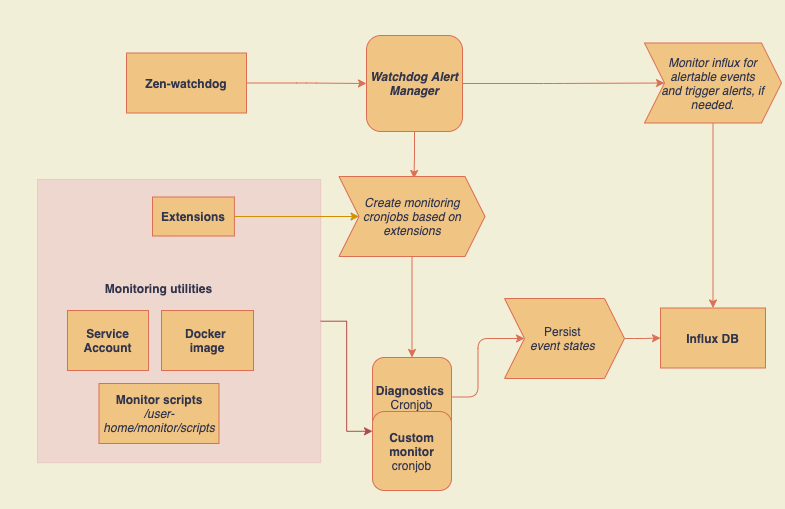 Zen-watchdog
Watchdog Alert
Manager
Monitor influx for
alertable events
and trigger alerts, if
needed.
Extensions
Create monitoring
cronjobs based on
extensions
Monitoring utilities
Service
Account
Docker
image
Monitor scripts
/user-
home/monitor/scripts
Persist
event states
Influx DB
Diagnostics
Cronjob
Custom
monitor
cronjob